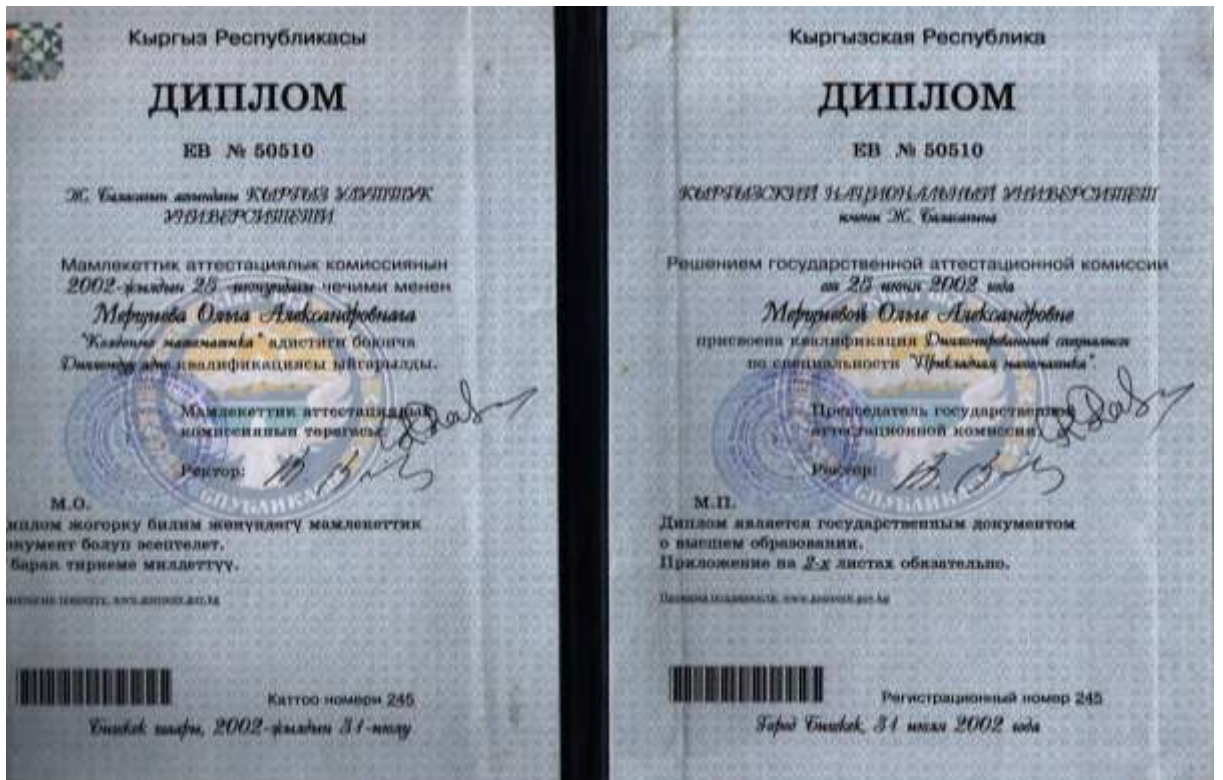 Кыргыз Республикасы
ДИПЛОМ
ЕВ № 50510
Ж. Баласагын атындагы КЫРГЫЗ УЛУТТУК
УНИВЕРСИТЕТИ
Мамлекеттик аттестациялык комиссиянын
2002-жылдын 25-июнундагы чечими менен
Ольга Александровнага
"Колдонмо математика" адистиги боюнча
квалификациясы ыйгарылды.
Мамлекеттик аттестациялык
комиссиянын төрагасы
Ректор:
М.О.
иплом жогорку билим жөнүндөгү мамлекеттик
окумент болуп эсептелет.
барак тиркеме милдеттүү.
Каттоо номери 245
Бишкек шаары, 2002-жылдын 31-июлу
Кыргызская Республика
ДИПЛОМ
ЕВ № 50510
КЫРГЫЗСКИЙ НАЦИОНАЛЬНЫЙ УНИВЕРСИТЕТ
имени Ж. Баласагына
Решением государственной аттестационной комиссии
от 25 июня 2002 года
Ольге Александровне
присвоена квалификация Дипломированный специалист
по специальности "Прикладная математика".
Председатель государственной
аттестационной комиссии
Ректор:
М.П.
Диплом является государственным документом
о высшем образовании.
Приложение на 2-х листах обязательно.
Регистрационный номер 245
Город Бишкек, 31 июля 2002 года